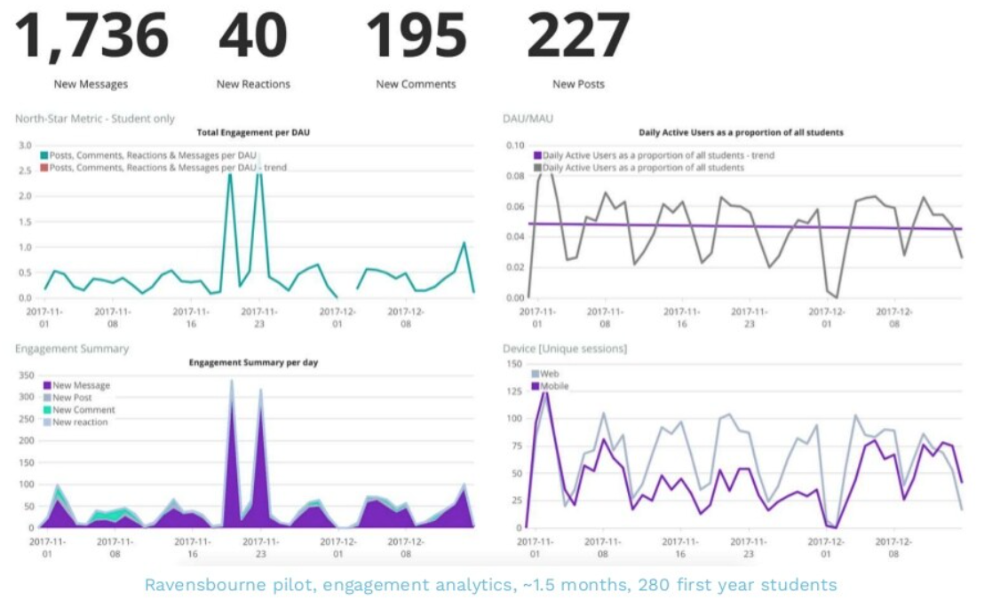 1,736 40 195 227
New Messages New Reactions New Comments New Posts
North-Star Metric - Student only
Total Engagement per DAU
3.0
Posts, Comments, Reactions & Messages per DAU
2.5
Posts, Comments, Reactions & Messages per DAU - trend
2.0
1.5
1.0
0.5
0.0
2017-11- 2017-11- 2017-11- 2017-11- 2017-12- 2017-12-
01 08 16 23 01 08
DAU/MAU
Daily Active Users as a proportion of all students
0.10
Daily Active Users as a proportion of all students - trend
Daily Active Users as a proportion of all students
0.08
0.06
0.04
0.02
0.00
2017-11- 2017-11- 2017-11- 2017-11- 2017-12- 2017-12-
01 08 16 23 01 08
Engagement Summary
Engagement Summary per day
350
New Message
300
New Post
New Comment
250
New reaction
200
150
100
50
0
2017-11- 2017-11- 2017-11- 2017-11- 2017-12- 2017-12-
01 08 16 23 01 08
Device [Unique sessions]
150
Web
Mobile
125
100
75
50
25
0
2017-11- 2017-11- 2017-11- 2017-11- 2017-12- 2017-12-
01 08 16 23 01 08
Ravensbourne pilot, engagement analytics, ~1.5 months, 280 first year students